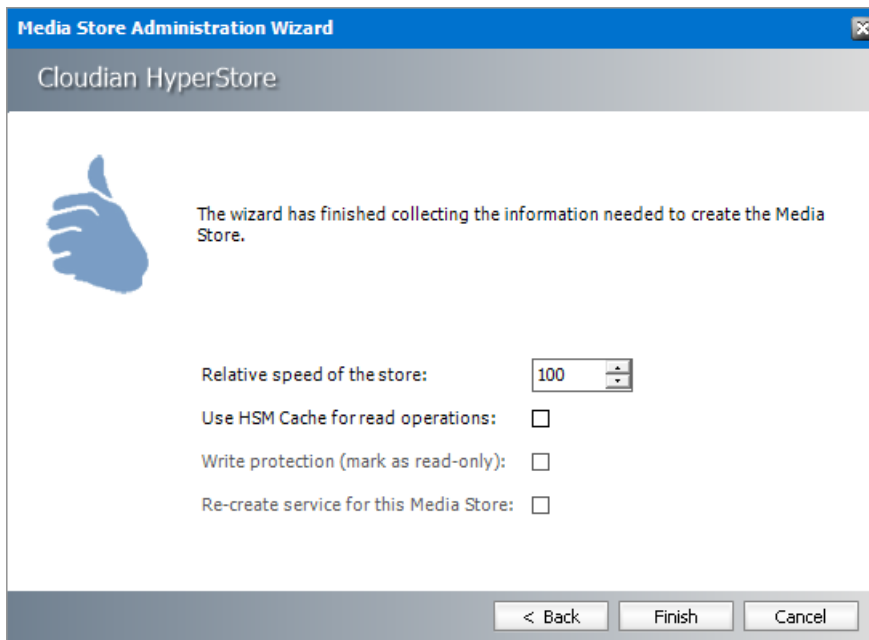 Media Store Administration Wizard
Cloudian HyperStore
The wizard has finished collecting the information needed to create the Media
Store.
Relative speed of the store: 100
Use HSM Cache for read operations:
Write protection (mark as read-only):
Re-create service for this Media Store:
< Back Finish Cancel